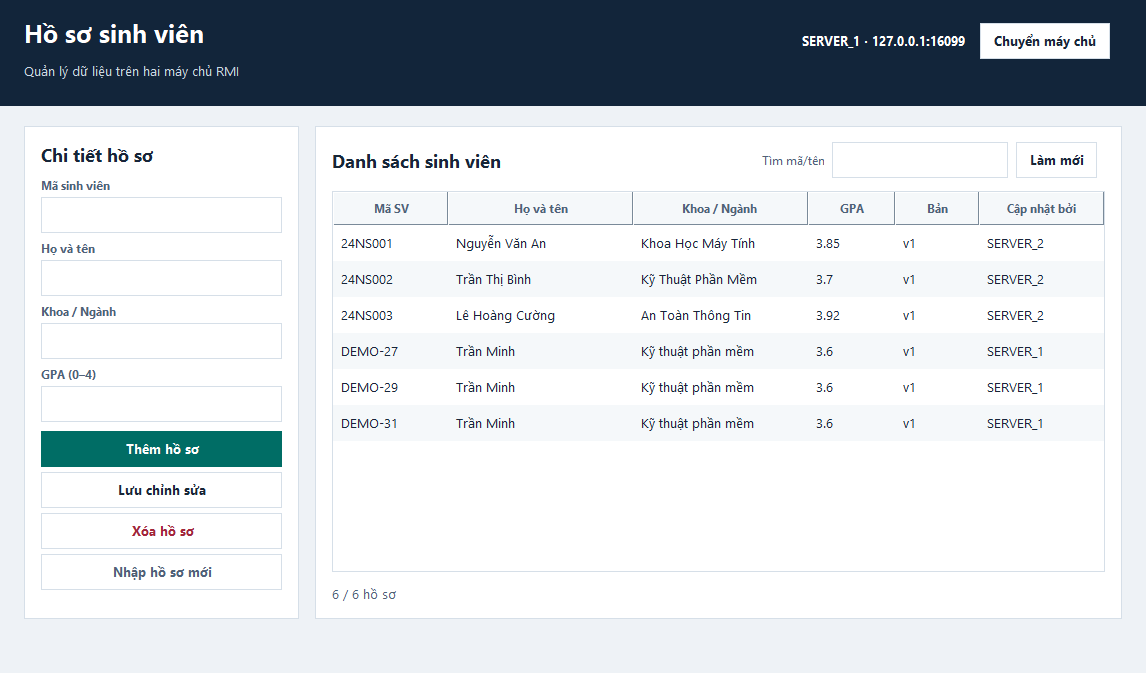 Hồ sơ sinh viên
Quản lý dữ liệu trên hai máy chủ RMI
SERVER_1 · 127.0.0.1:16099
Chuyển máy chủ
Chi tiết hồ sơ
Mã sinh viên
Họ và tên
Khoa / Ngành
GPA (0–4)
Thêm hồ sơ
Lưu chỉnh sửa
Xóa hồ sơ
Nhập hồ sơ mới
Danh sách sinh viên
Tìm mã/tên
Làm mới
Mã SV Họ và tên Khoa / Ngành GPA Bản Cập nhật bởi
24NS001 Nguyễn Văn An Khoa Học Máy Tính 3.85 v1 SERVER_2
24NS002 Trần Thị Bình Kỹ Thuật Phần Mềm 3.7 v1 SERVER_2
24NS003 Lê Hoàng Cường An Toàn Thông Tin 3.92 v1 SERVER_2
DEMO-27 Trần Minh Kỹ thuật phần mềm 3.6 v1 SERVER_1
DEMO-29 Trần Minh Kỹ thuật phần mềm 3.6 v1 SERVER_1
DEMO-31 Trần Minh Kỹ thuật phần mềm 3.6 v1 SERVER_1
6 / 6 hồ sơ